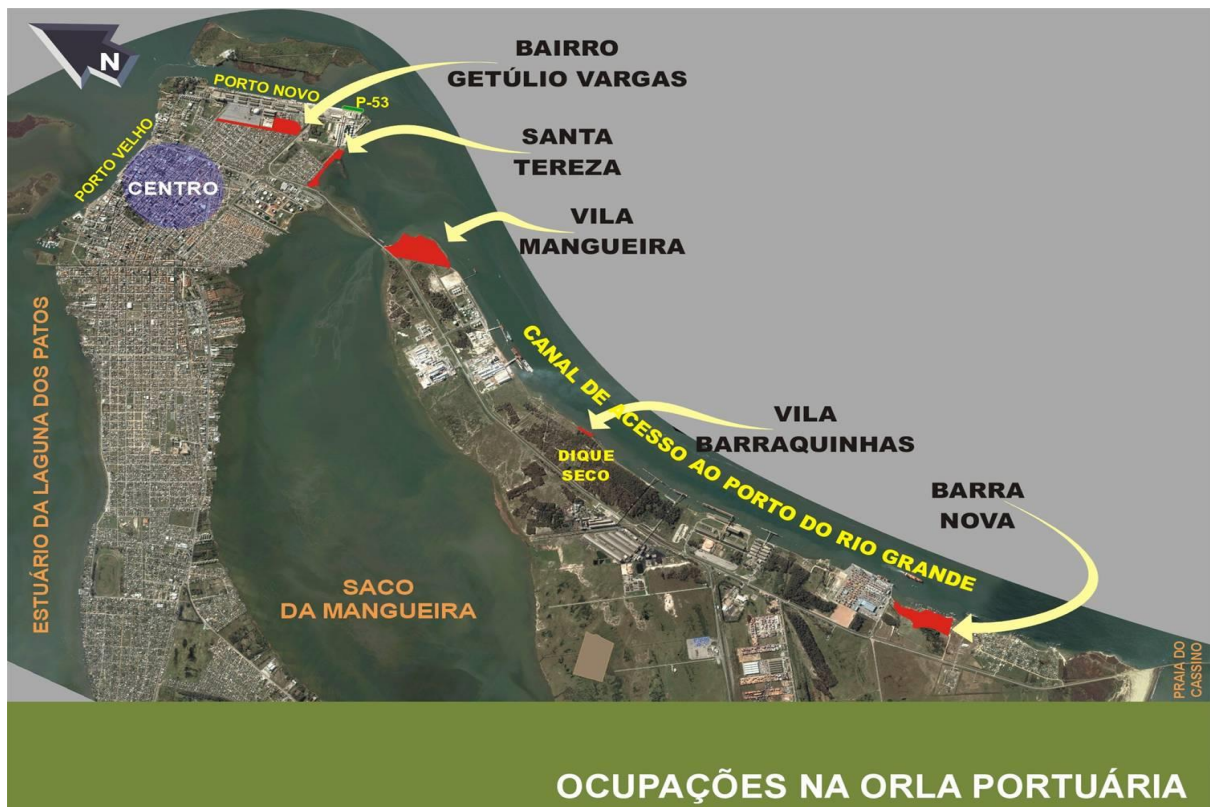 N
BAIRRO
GETÚLIO VARGAS
PORTO NOVO
P-53
SANTA
TEREZA
PORTO VELHO
CENTRO
VILA
MANGUEIRA
ESTUÁRIO DA LAGUNA DOS PATOS
CANAL DE ACESSO AO PORTO DO RIO GRANDE
VILA
BARRAQUINHAS
DIQUE
SECO
BARRA
NOVA
SACO
DA MANGUEIRA
PRAIA DO
CASSINO
OCUPAÇÕES NA ORLA PORTUÁRIA